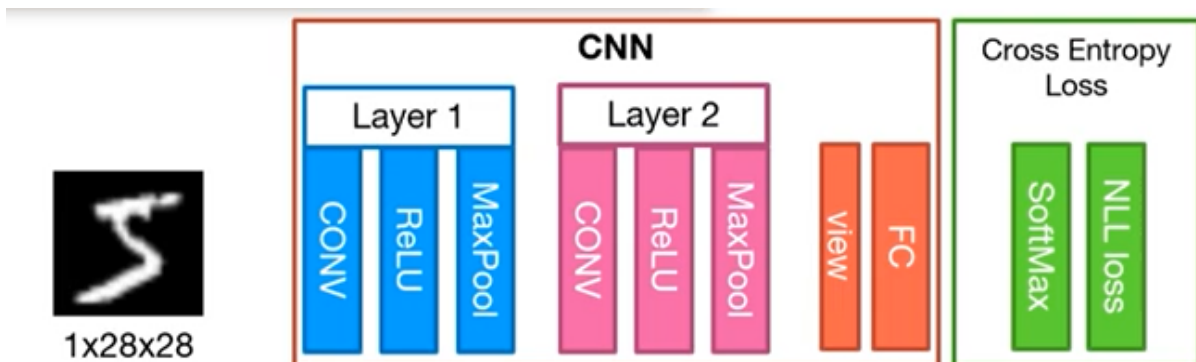 CNN
Cross Entropy
Loss
Layer 1
Layer 2
CONV
ReLU
MaxPool
CONV
ReLU
MaxPool
view
FC
SoftMax
NLL loss
1x28x28